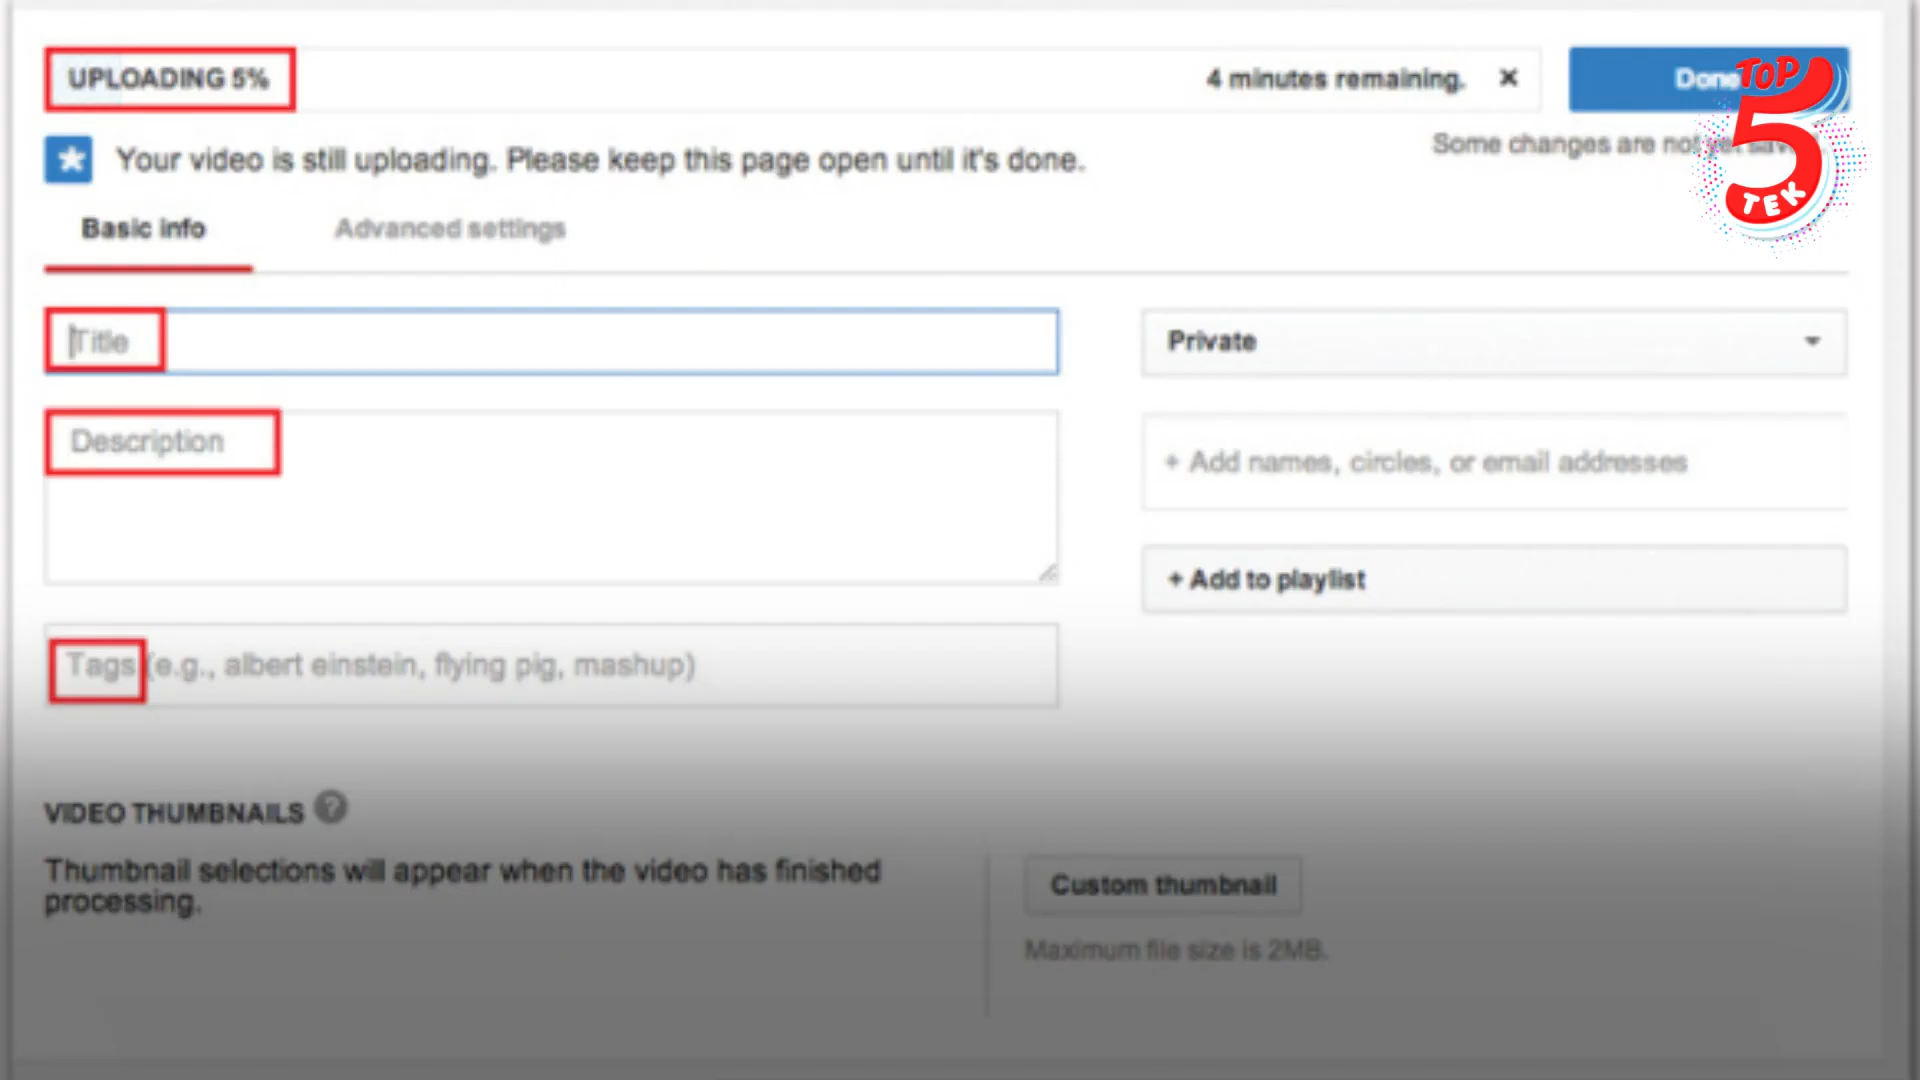 UPLOADING 5%
4 minutes remaining.
Done
TOP
5
TEK
Your video is still uploading. Please keep this page open until it's done.
Some changes are not yet saved.
Basic info
Advanced settings
Title
Private
Description
+ Add names, circles, or email addresses
+ Add to playlist
Tags (e.g., albert einstein, flying pig, mashup)
VIDEO THUMBNAILS ?
Thumbnail selections will appear when the video has finished
processing.
Custom thumbnail
Maximum file size is 2MB.